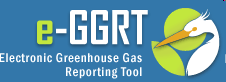 e-GGRT
Electronic Greenhouse Gas
Reporting Tool